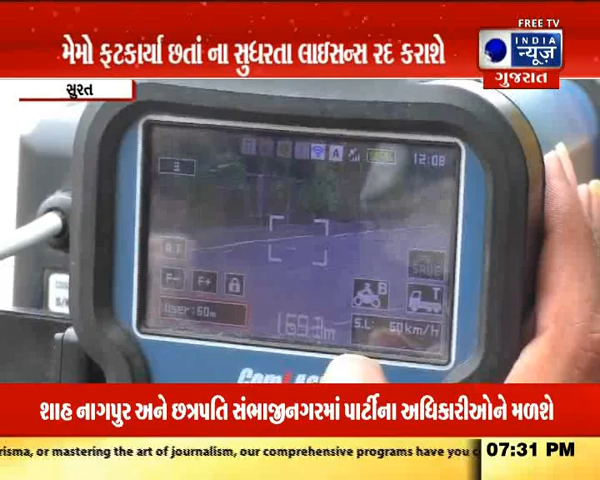 FREE TV
મેમો ફટકાર્યા છતાં ના સુધરતા લાઇસન્સ રદ કરાશે
INDIA
न्यूज़
ગુજરાત
સુરત
A
12:08
A.T
SAVE
F-
F+
B
T
User:60m
169.3m
S.L: 50km/h
શાહ નાગપુર અને છત્રપતિ સંભાજીનગરમાં પાર્ટીના અધિકારીઓને મળશે
risma, or mastering the art of journalism, our comprehensive programs have you c
07:31 PM